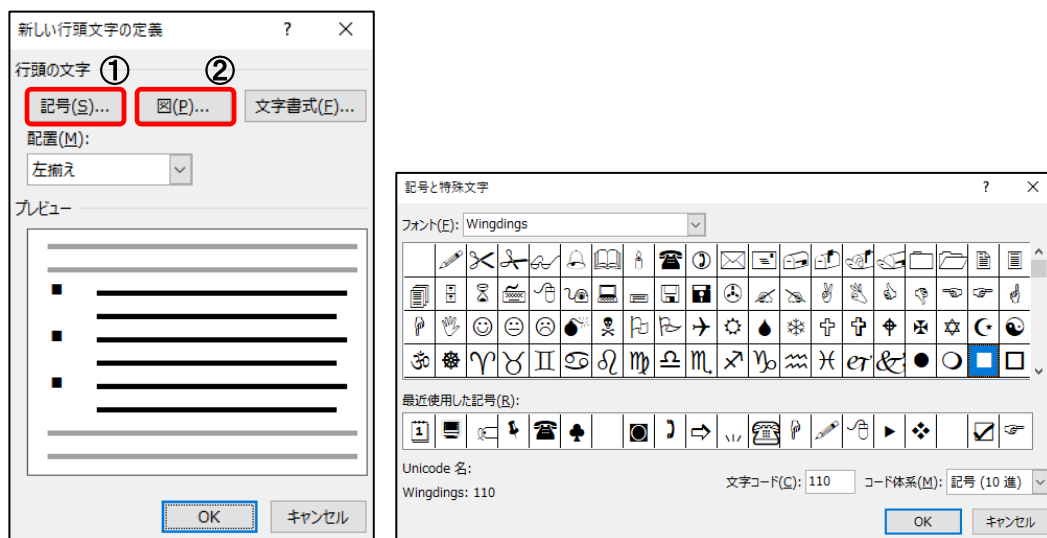 新しい行頭文字の定義 ? ×
行頭の文字 ① ②
記号(S)... 図(P)... 文字書式(F)...
配置(M):
左揃え
プレビュー
OK キャンセル
記号と特殊文字 ? ×
フォント(F): Wingdings
最近使用した記号(R):
Unicode 名:
Wingdings: 110
文字コード(C): 110 コード体系(M): 記号 (10 進)
OK キャンセル